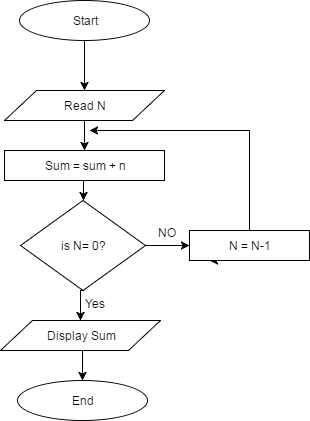 Start
Read N
Sum = sum + n
is N= 0?
NO
N = N-1
Yes
Display Sum
End